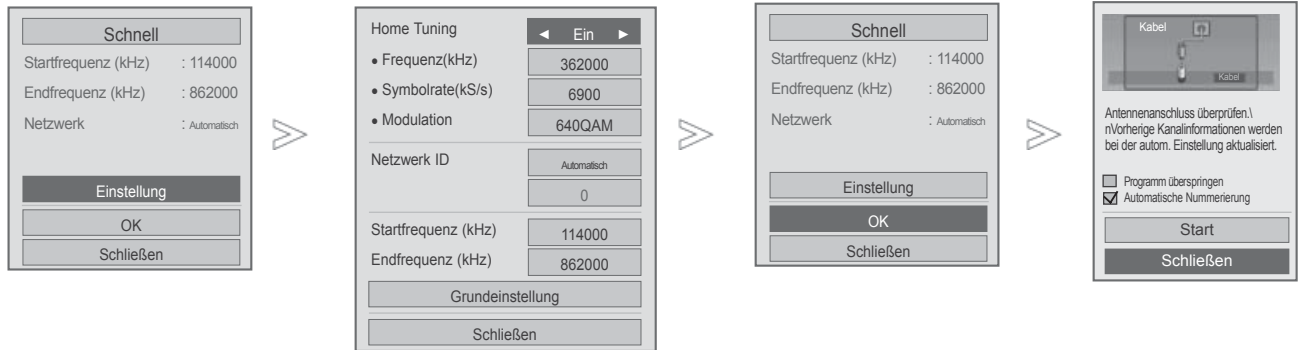 Schnell
Startfrequenz (kHz) : 114000
Endfrequenz (kHz) : 862000
Netzwerk : Automatisch
Einstellung
OK
Schließen
Home Tuning ◄ Ein ►
• Frequenz(kHz) 362000
• Symbolrate(kS/s) 6900
• Modulation 640QAM
Netzwerk ID Automatisch
0
Startfrequenz (kHz) 114000
Endfrequenz (kHz) 862000
Grundeinstellung
Schließen
Schnell
Startfrequenz (kHz) : 114000
Endfrequenz (kHz) : 862000
Netzwerk : Automatisch
Einstellung
OK
Schließen
Kabel
Kabel
Antennenanschluss überprüfen.\
nVorherige Kanalinformationen werden
bei der autom. Einstellung aktualisiert.
Programm überspringen
Automatische Nummerierung
Start
Schließen